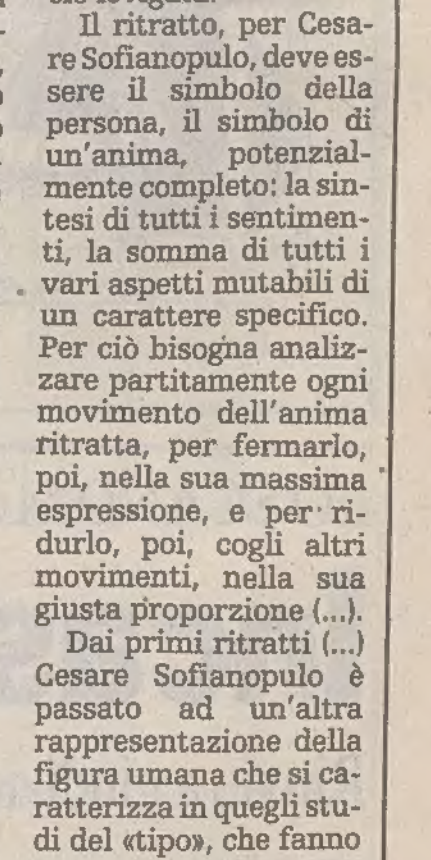 Il ritratto, per Cesa-
re Sofianopulo, deve es-
sere il simbolo della
persona, il simbolo di
un'anima, potenzial-
mente completo: la sin-
tesi di tutti i sentimen-
ti, la somma di tutti i
vari aspetti mutabili di
un carattere specifico.
Per ciò bisogna analiz-
zare partitamente ogni
movimento dell'anima
ritratta, per fermarlo,
poi, nella sua massima
espressione, e per ri-
durlo, poi, cogli altri
movimenti, nella sua
giusta proporzione (...).
Dai primi ritratti (...)
Cesare Sofianopulo è
passato ad un'altra
rappresentazione della
figura umana che si ca-
ratterizza in quegli stu-
di del «tipo», che fanno